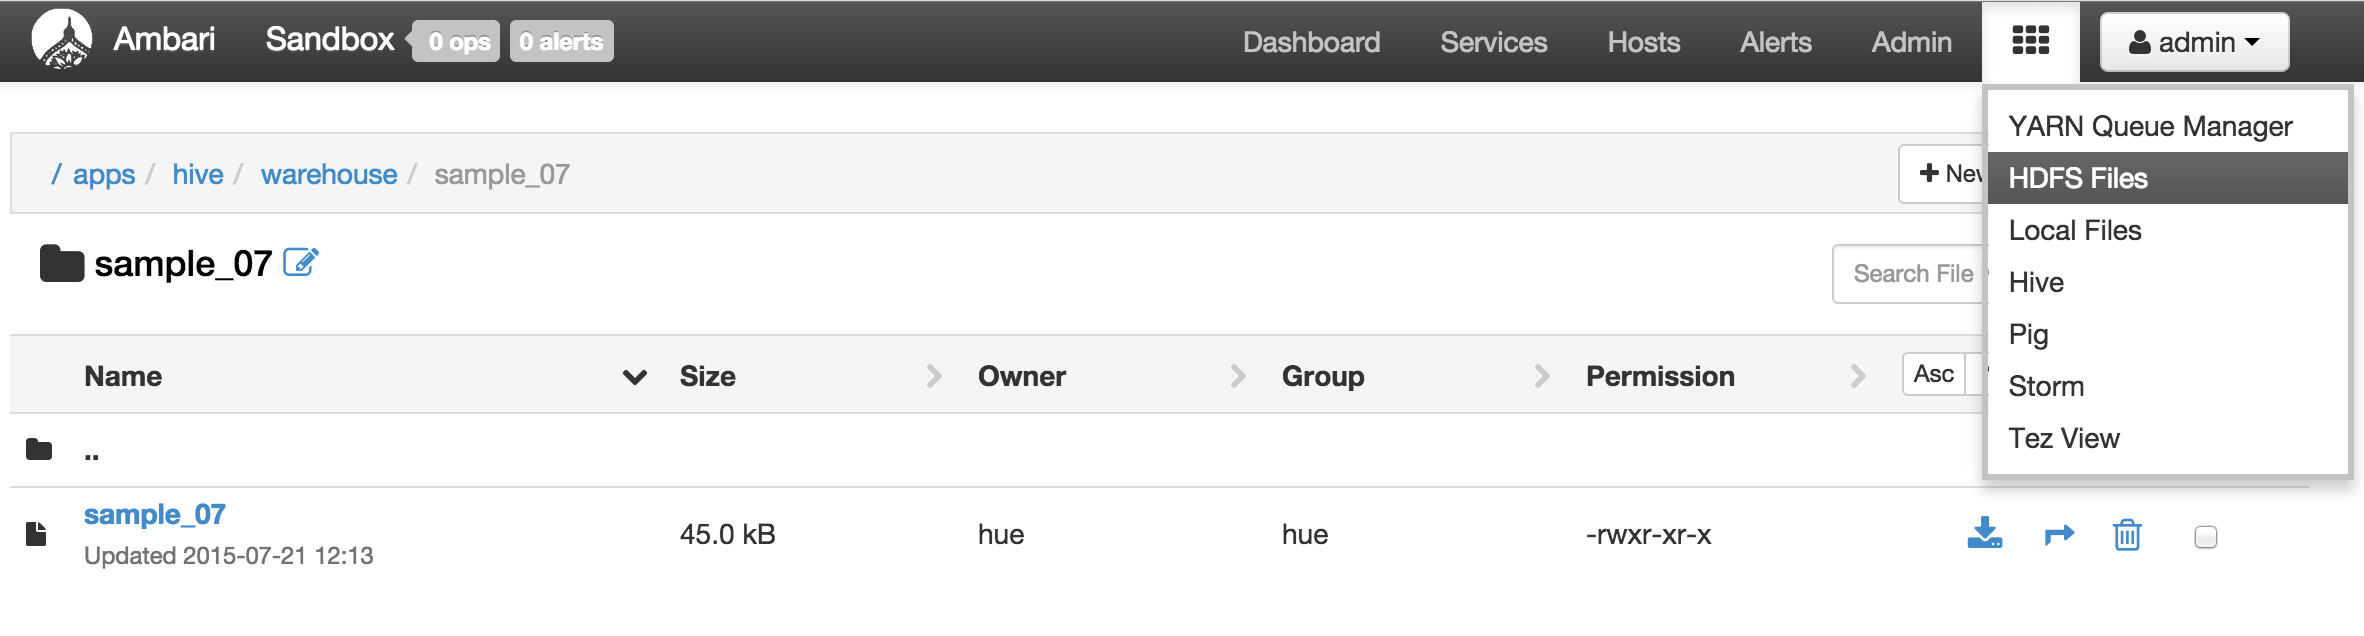 Ambari Sandbox 0 ops 0 alerts Dashboard Services Hosts Alerts Admin admin
YARN Queue Manager
HDFS Files
Local Files
Hive
Pig
Storm
Tez View
/ apps / hive / warehouse / sample_07
sample_07
Search File
Name Size Owner Group Permission Asc
..
sample_07 45.0 kB hue hue -rwxr-xr-x
Updated 2015-07-21 12:13